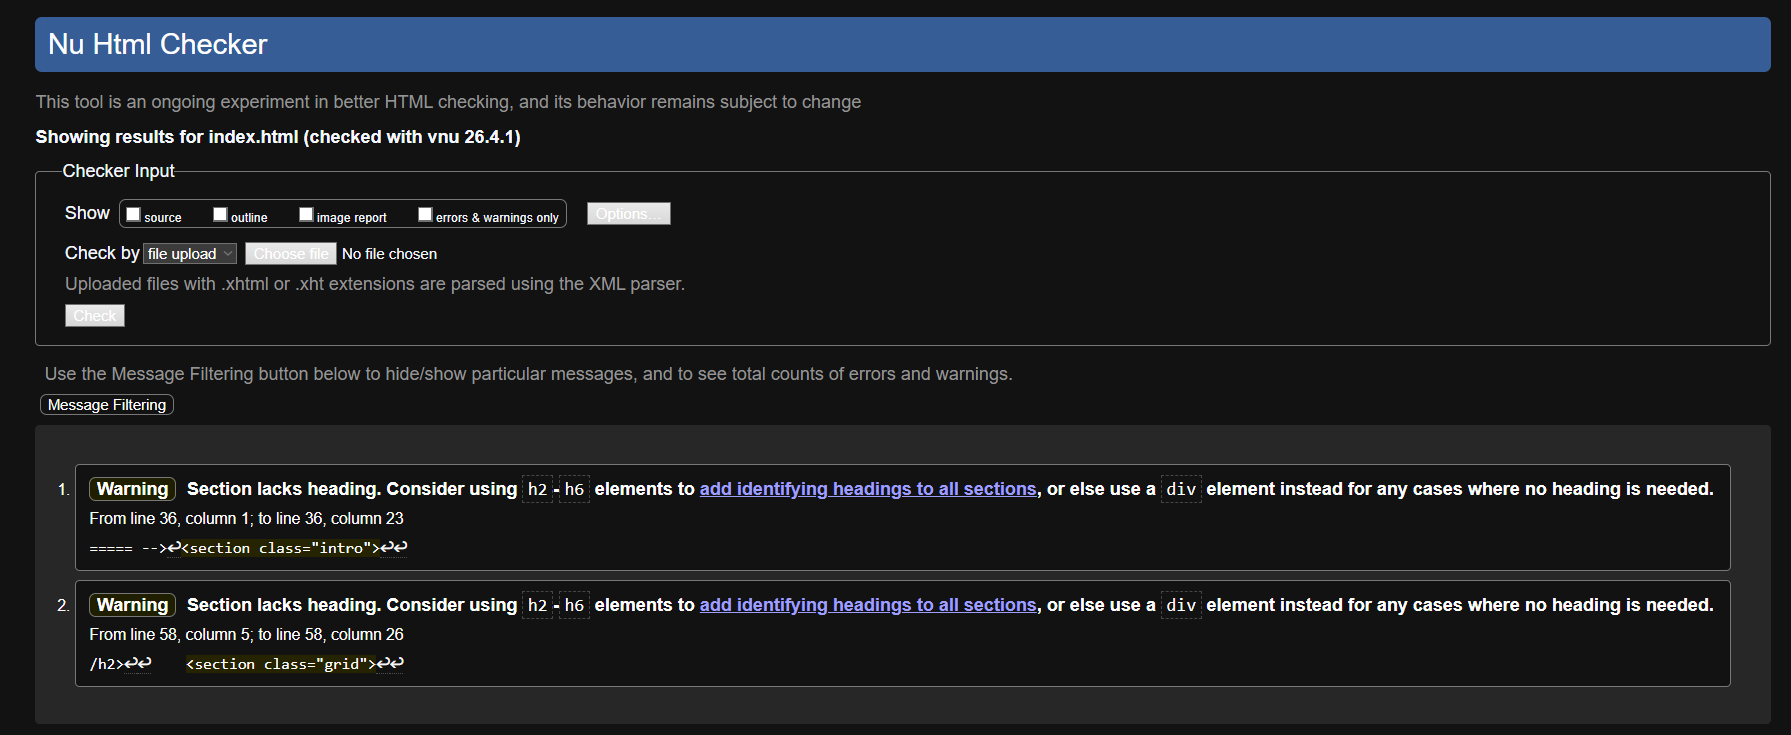 Nu Html Checker
This tool is an ongoing experiment in better HTML checking, and its behavior remains subject to change
Showing results for index.html (checked with vnu 26.4.1)
Checker Input
Show source outline image report errors & warnings only Options...
Check by file upload Choose file No file chosen
Uploaded files with .xhtml or .xht extensions are parsed using the XML parser.
Check
Use the Message Filtering button below to hide/show particular messages, and to see total counts of errors and warnings.
Message Filtering
1. Warning Section lacks heading. Consider using h2-h6 elements to add identifying headings to all sections, or else use a div element instead for any cases where no heading is needed.
From line 36, column 1; to line 36, column 23
===== -->↩<section class="intro">↩↩
2. Warning Section lacks heading. Consider using h2-h6 elements to add identifying headings to all sections, or else use a div element instead for any cases where no heading is needed.
From line 58, column 5; to line 58, column 26
/h2>↩↩    <section class="grid">↩↩